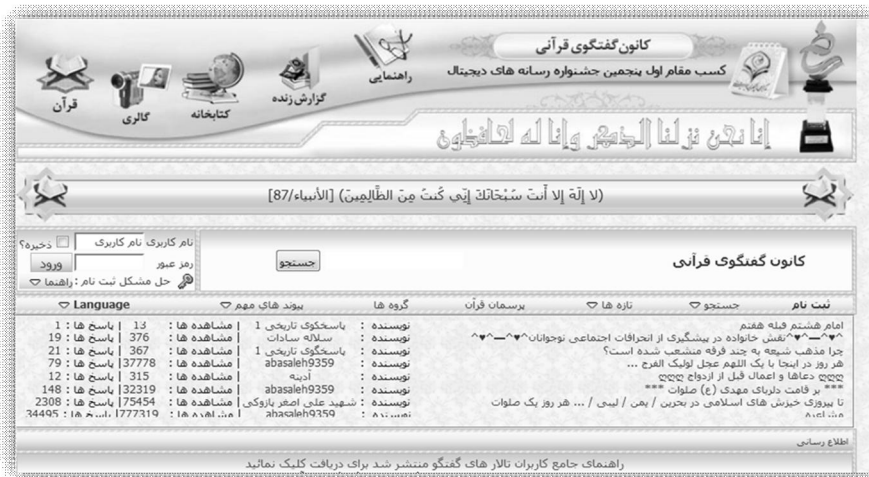 کانون گفتگوی قرآنی
کسب مقام اول پنجمین جشنواره رسانه های دیجیتال
راهنمایی
گزارش زنده
کتابخانه
گالری
قرآن
إنا نحن نزلنا الذكر وإنا له لحافظون
(لا إِلَهَ إِلا أَنتَ سُبْحَانَكَ إِنِّي كُنتُ مِنَ الظَّالِمِينَ) [الأنبياء/87]
کانون گفتگوی قرآنی
جستجو
نام کاربری نام کاربری ذخیره؟
رمز عبور ورود
حل مشکل ثبت نام : راهنما
ثبت نام جستجو تازه ها پرسمان قرآن گروه ها پیوند های مهم Language
امام هشتم قبله هفتم نویسنده : پاسخگوی تاریخی 1 | مشاهده ها : 13 | پاسخ ها : 1
^♥^—^♥^نقش خانواده در پیشگیری از انحرافات اجتماعی نوجوانان^♥^—^♥^ نویسنده : سلاله سادات | مشاهده ها : 376 | پاسخ ها : 19
چرا مذهب شیعه به چند فرقه منشعب شده است؟ نویسنده : پاسخگوی تاریخی 1 | مشاهده ها : 367 | پاسخ ها : 21
هر روز در اینجا با یک اللهم عجل لولیک الفرج ... نویسنده : abasaleh9359 | مشاهده ها : 37778 | پاسخ ها : 79
دعاها و اعمال قبل از ازدواج نویسنده : آدینه | مشاهده ها : 315 | پاسخ ها : 12
*** بر قامت دلربای مهدی (ع) صلوات *** نویسنده : abasaleh9359 | مشاهده ها : 32319 | پاسخ ها : 148
تا پیروزی خیزش های اسلامی در بحرین / یمن / لیبی / ... هر روز یک صلوات نویسنده : شهید علی اصغر پازوکی | مشاهده ها : 75454 | پاسخ ها : 2308
مشاعره نویسنده : abasaleh9359 | مشاهده ها : 777319 | پاسخ ها : 34495
اطلاع رسانی
راهنمای جامع کاربران تالار های گفتگو منتشر شد برای دریافت کلیک نمائید